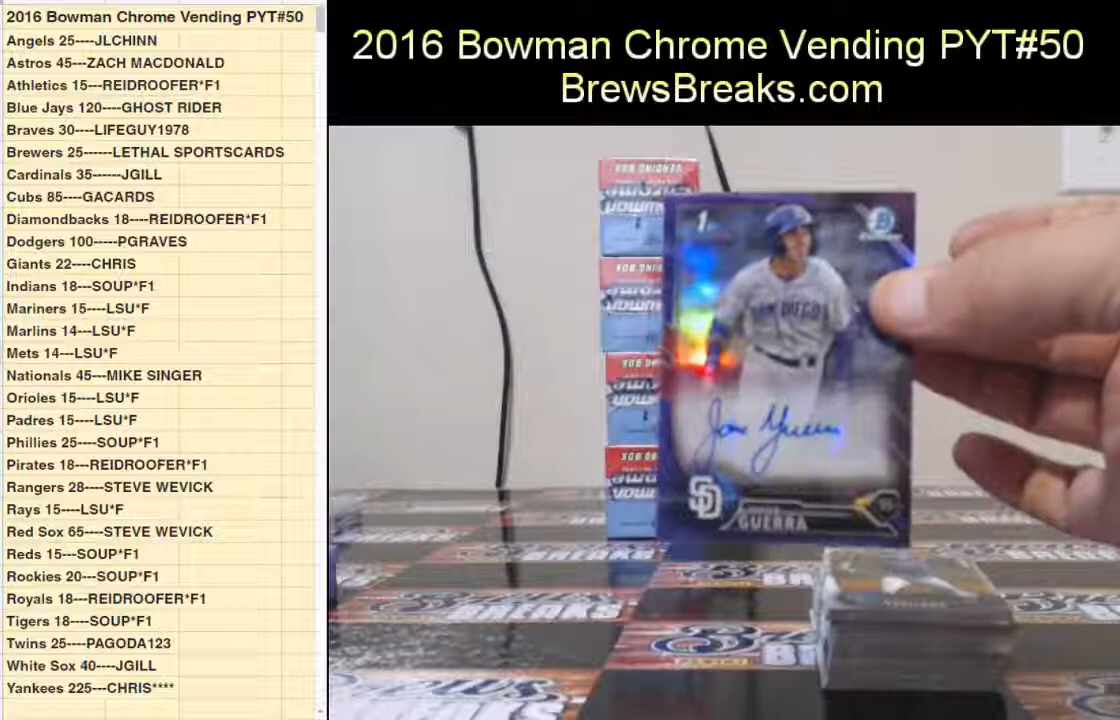 2016 Bowman Chrome Vending PYT#50
Angels 25----JLCHINN
Astros 45---ZACH MACDONALD
Athletics 15---REIDROOFER*F1
Blue Jays 120----GHOST RIDER
Braves 30----LIFEGUY1978
Brewers 25------LETHAL SPORTSCARDS
Cardinals 35------JGILL
Cubs 85----GACARDS
Diamondbacks 18----REIDROOFER*F1
Dodgers 100-----PGRAVES
Giants 22----CHRIS
Indians 18---SOUP*F1
Mariners 15----LSU*F
Marlins 14---LSU*F
Mets 14---LSU*F
Nationals 45---MIKE SINGER
Orioles 15----LSU*F
Padres 15----LSU*F
Phillies 25----SOUP*F1
Pirates 18---REIDROOFER*F1
Rangers 28----STEVE WEVICK
Rays 15----LSU*F
Red Sox 65----STEVE WEVICK
Reds 15---SOUP*F1
Rockies 20---SOUP*F1
Royals 18---REIDROOFER*F1
Tigers 18----SOUP*F1
Twins 25----PAGODA123
White Sox 40----JGILL
Yankees 225---CHRIS****
2016 Bowman Chrome Vending PYT#50
BrewsBreaks.com
1
SAN DIEGO
SD
GUERRA
BREAKS